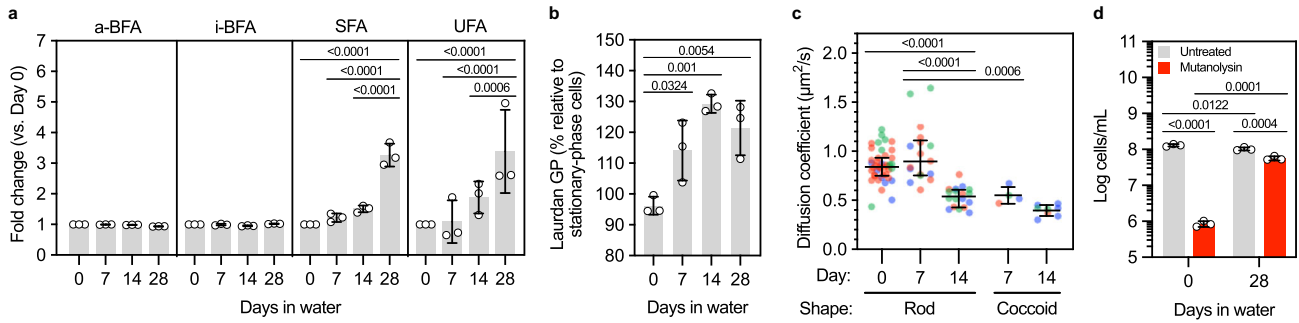 a
a-BFA
i-BFA
SFA
UFA
Fold change (vs. Day 0)
7
6
5
4
3
2
1
0
<0.0001
<0.0001
<0.0001
<0.0001
<0.0001
0.0006
0 7 14 28
0 7 14 28
0 7 14 28
0 7 14 28
Days in water
b
Laurdan GP (% relative to
stationary-phase cells)
150
140
130
120
110
100
90
80
0.0054
0.001
0.0324
0 7 14 28
Days in water
c
Diffusion coefficient (μm²/s)
2.0
1.5
1.0
0.5
0.0
<0.0001
<0.0001
0.0006
Day: 0 7 14 7 14
Shape: Rod Coccoid
d
Log cells/mL
11
10
9
8
7
6
5
Untreated
Mutanolysin
0.0001
0.0122
<0.0001
0.0004
0 28
Days in water